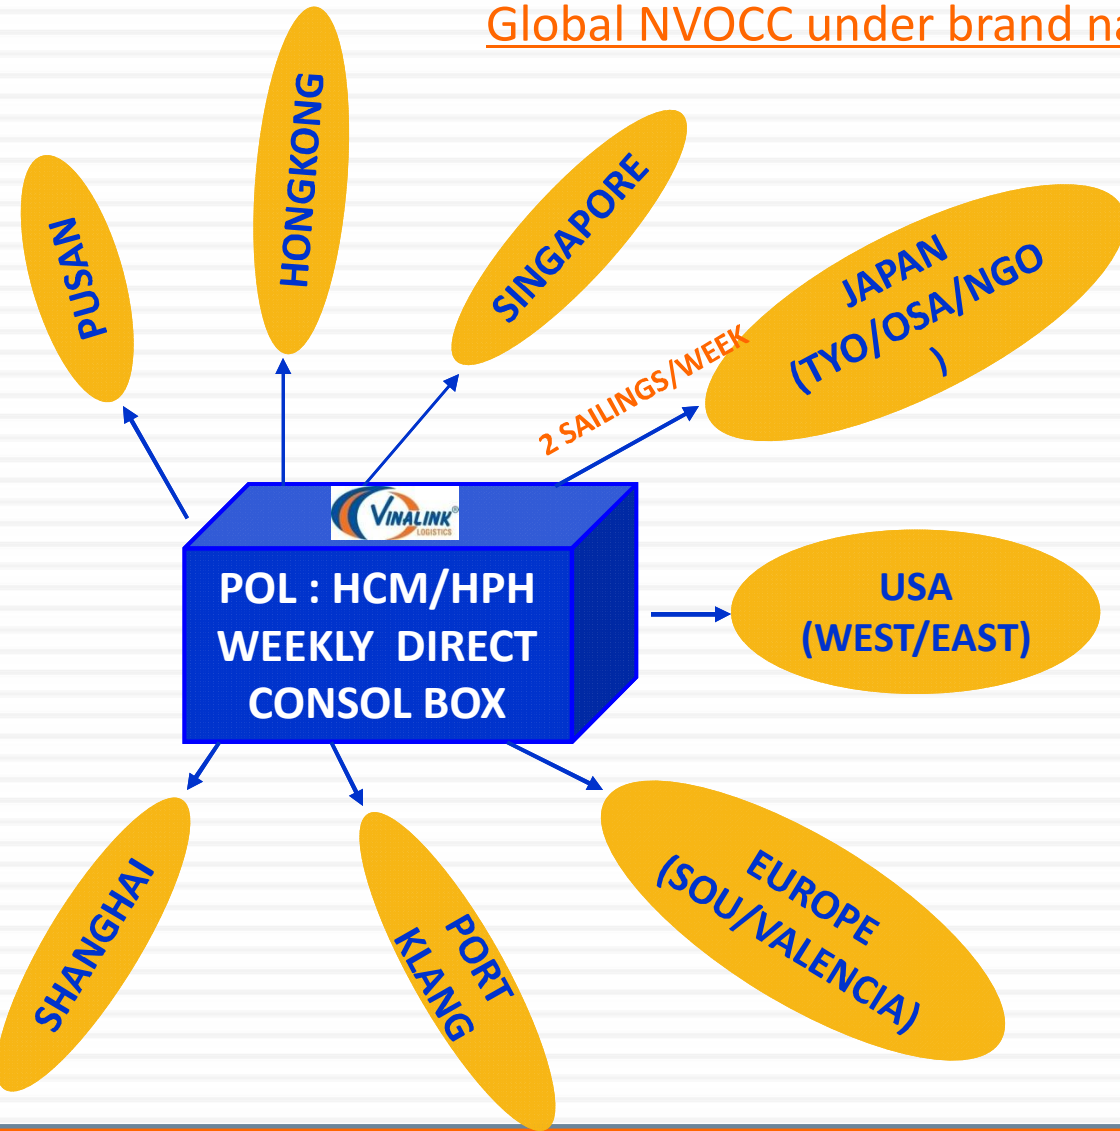 Global NVOCC under brand
HONGKONG
PUSAN
SINGAPORE
JAPAN
(TYO/OSA/NGO
)
2 SAILINGS/WEEK
VINALINK®
LOGISTICS
POL : HCM/HPH
WEEKLY DIRECT
CONSOL BOX
USA
(WEST/EAST)
SHANGHAI
PORT
KLANG
EUROPE
(SOU/VALENCIA)